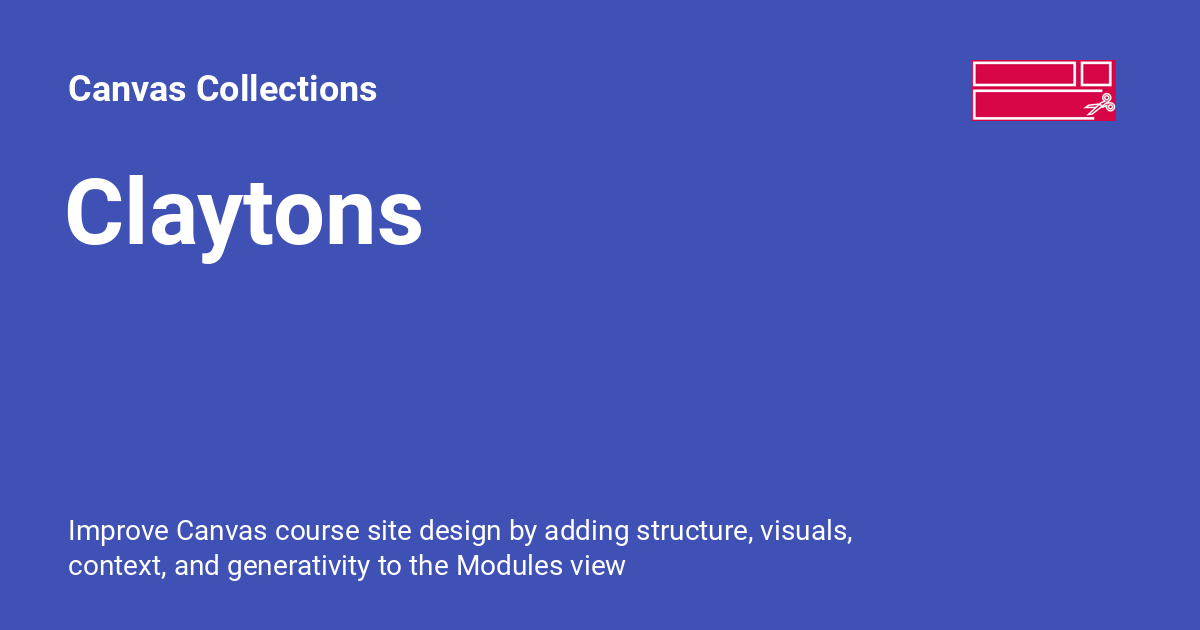 Canvas Collections
Claytons
Improve Canvas course site design by adding structure, visuals,
context, and generativity to the Modules view